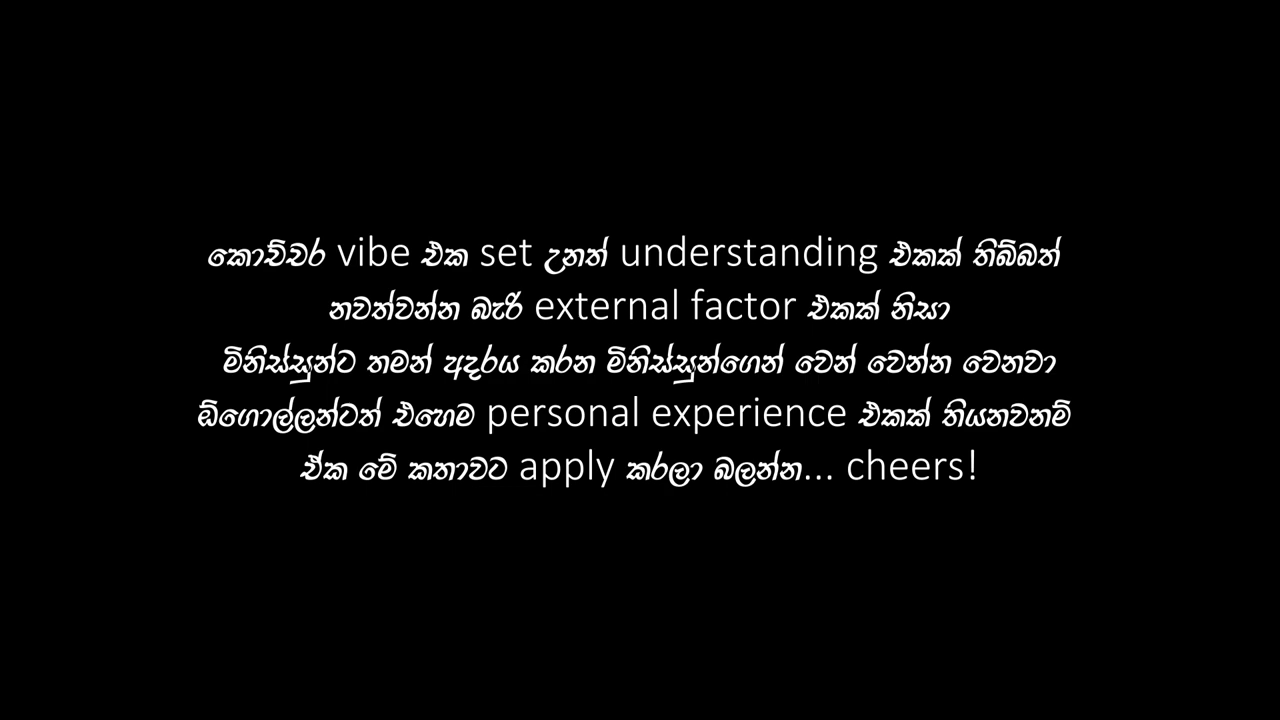 කොච්චර vibe එක set උනත් understanding එකක් තිබ්බත්
නවත්වන්න බැරි external factor එකක් නිසා
මිනිස්සුන්ට තමන් අදරය කරන මිනිස්සුන්ගෙන් වෙන් වෙන්න වෙනවා
ඔ්ගොල්ලන්ටත් එහෙම personal experience එකක් තියනවනම්
ඒක මේ කතාවට apply කරලා බලන්න... cheers!